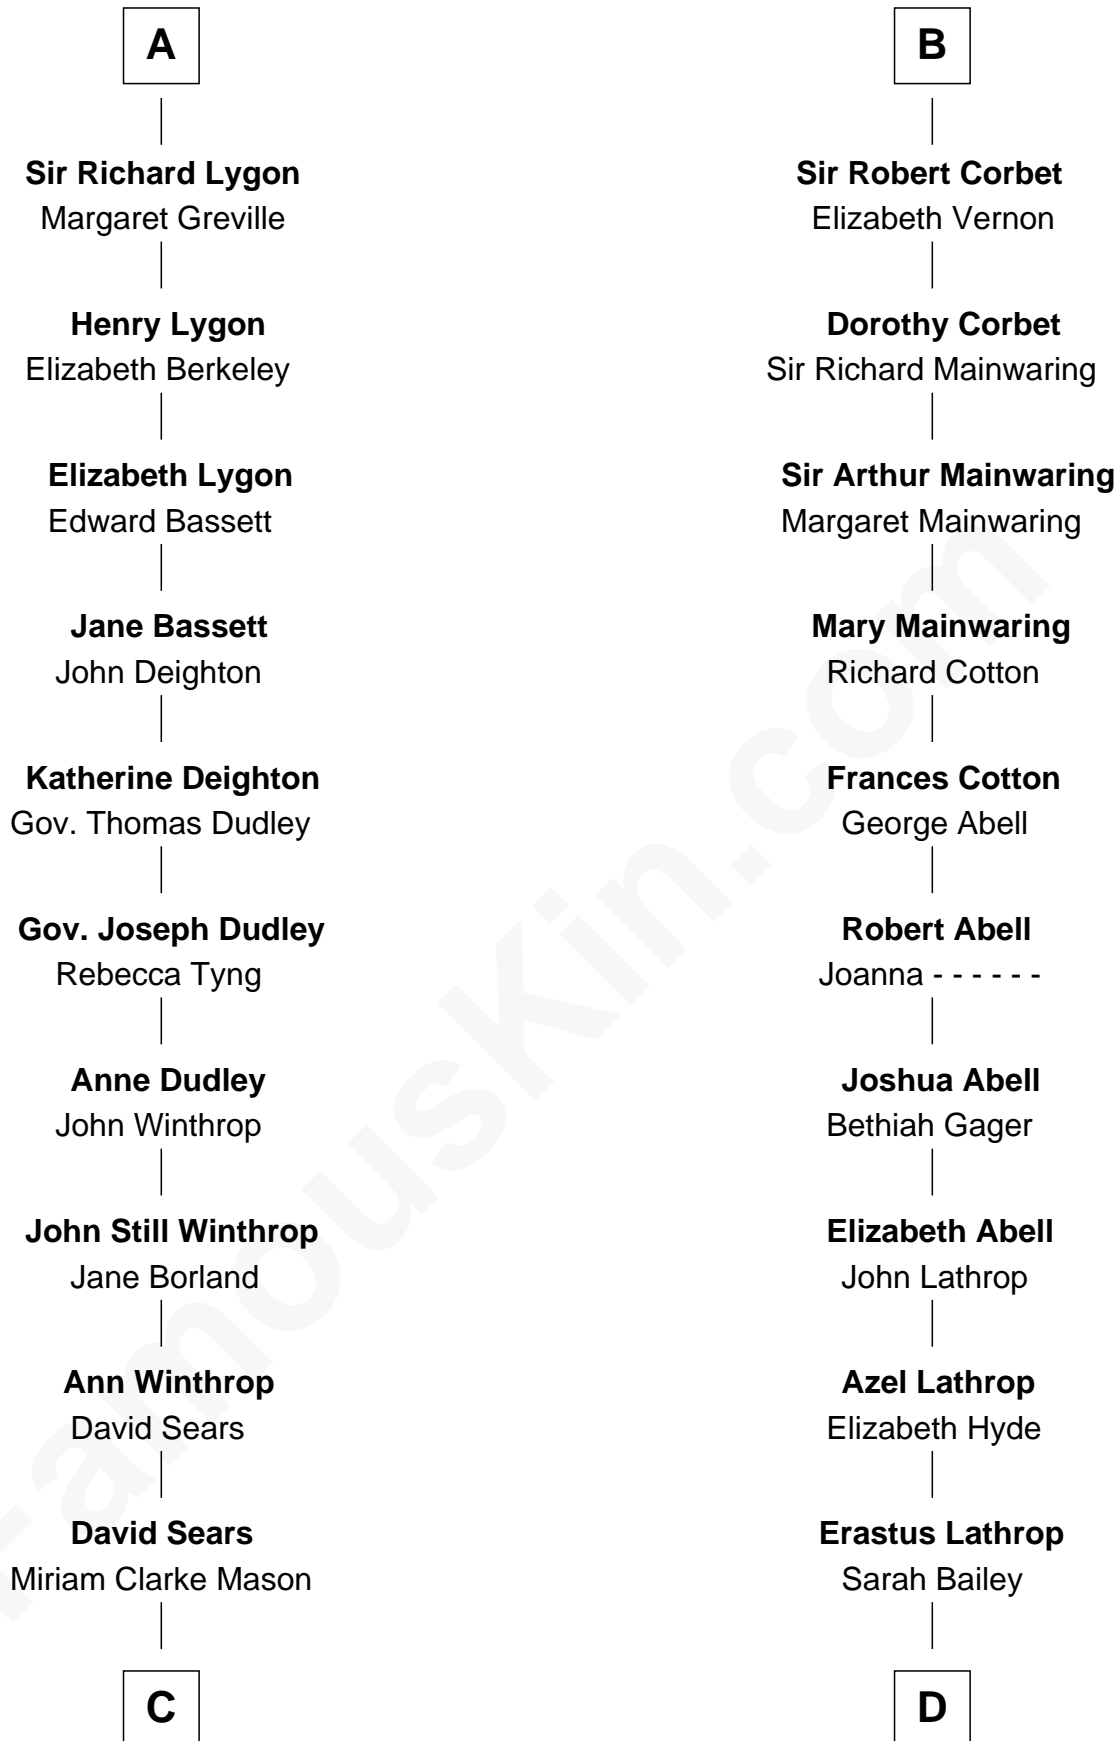 A
Sir Richard Lygon
Margaret Greville
Henry Lygon
Elizabeth Berkeley
Elizabeth Lygon
Edward Bassett
Jane Bassett
John Deighton
Katherine Deighton
Gov. Thomas Dudley
Gov. Joseph Dudley
Rebecca Tyng
Anne Dudley
John Winthrop
John Still Winthrop
Jane Borland
Ann Winthrop
David Sears
David Sears
Miriam Clarke Mason
C
B
Sir Robert Corbet
Elizabeth Vernon
Dorothy Corbet
Sir Richard Mainwaring
Sir Arthur Mainwaring
Margaret Mainwaring
Mary Mainwaring
Richard Cotton
Frances Cotton
George Abell
Robert Abell
Joanna - - - - - -
Joshua Abell
Bethiah Gager
Elizabeth Abell
John Lathrop
Azel Lathrop
Elizabeth Hyde
Erastus Lathrop
Sarah Bailey
D
FamousKin.com